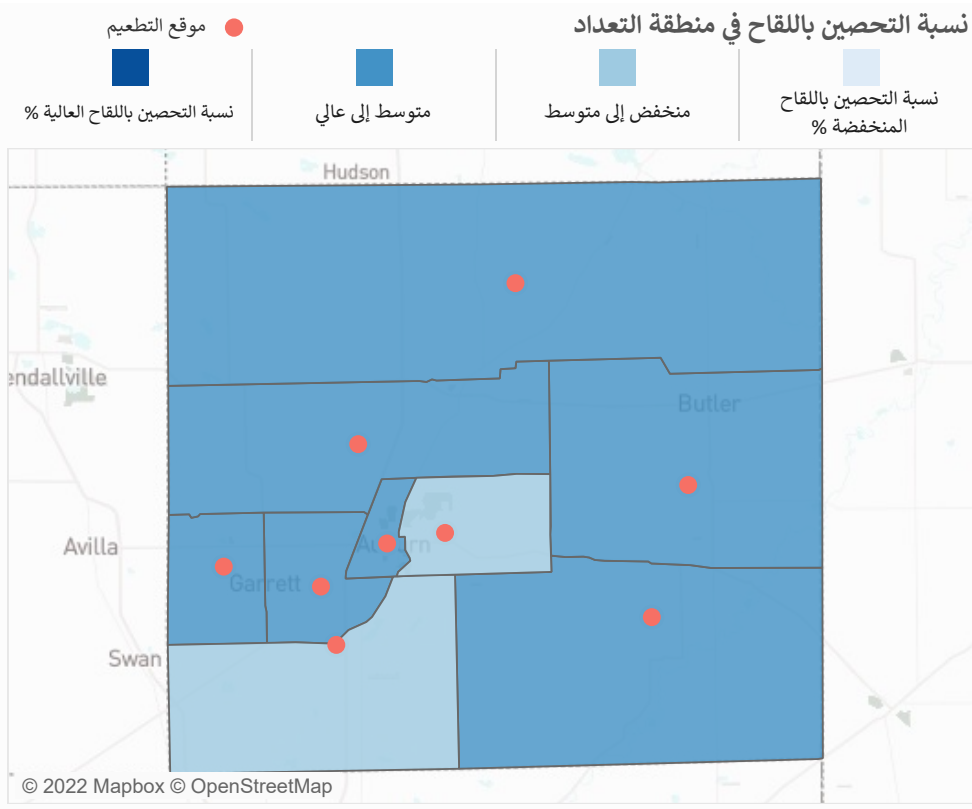 نسبة التحصين باللقاح في منطقة التعداد
موقع التطعيم
نسبة التحصين باللقاح
المنخفضة %
منخفض إلى متوسط
متوسط إلى عالي
نسبة التحصين باللقاح العالية %
Hudson
endallville
Butler
Avilla
Auburn
Garrett
Swan
© 2022 Mapbox © OpenStreetMap